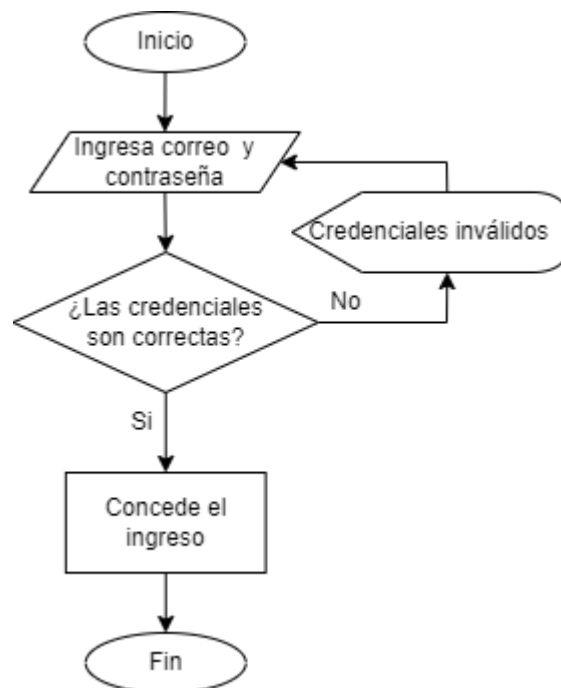 Inicio
Ingresa correo y
contraseña
Credenciales inválidos
¿Las credenciales
son correctas?
No
Si
Concede el
ingreso
Fin